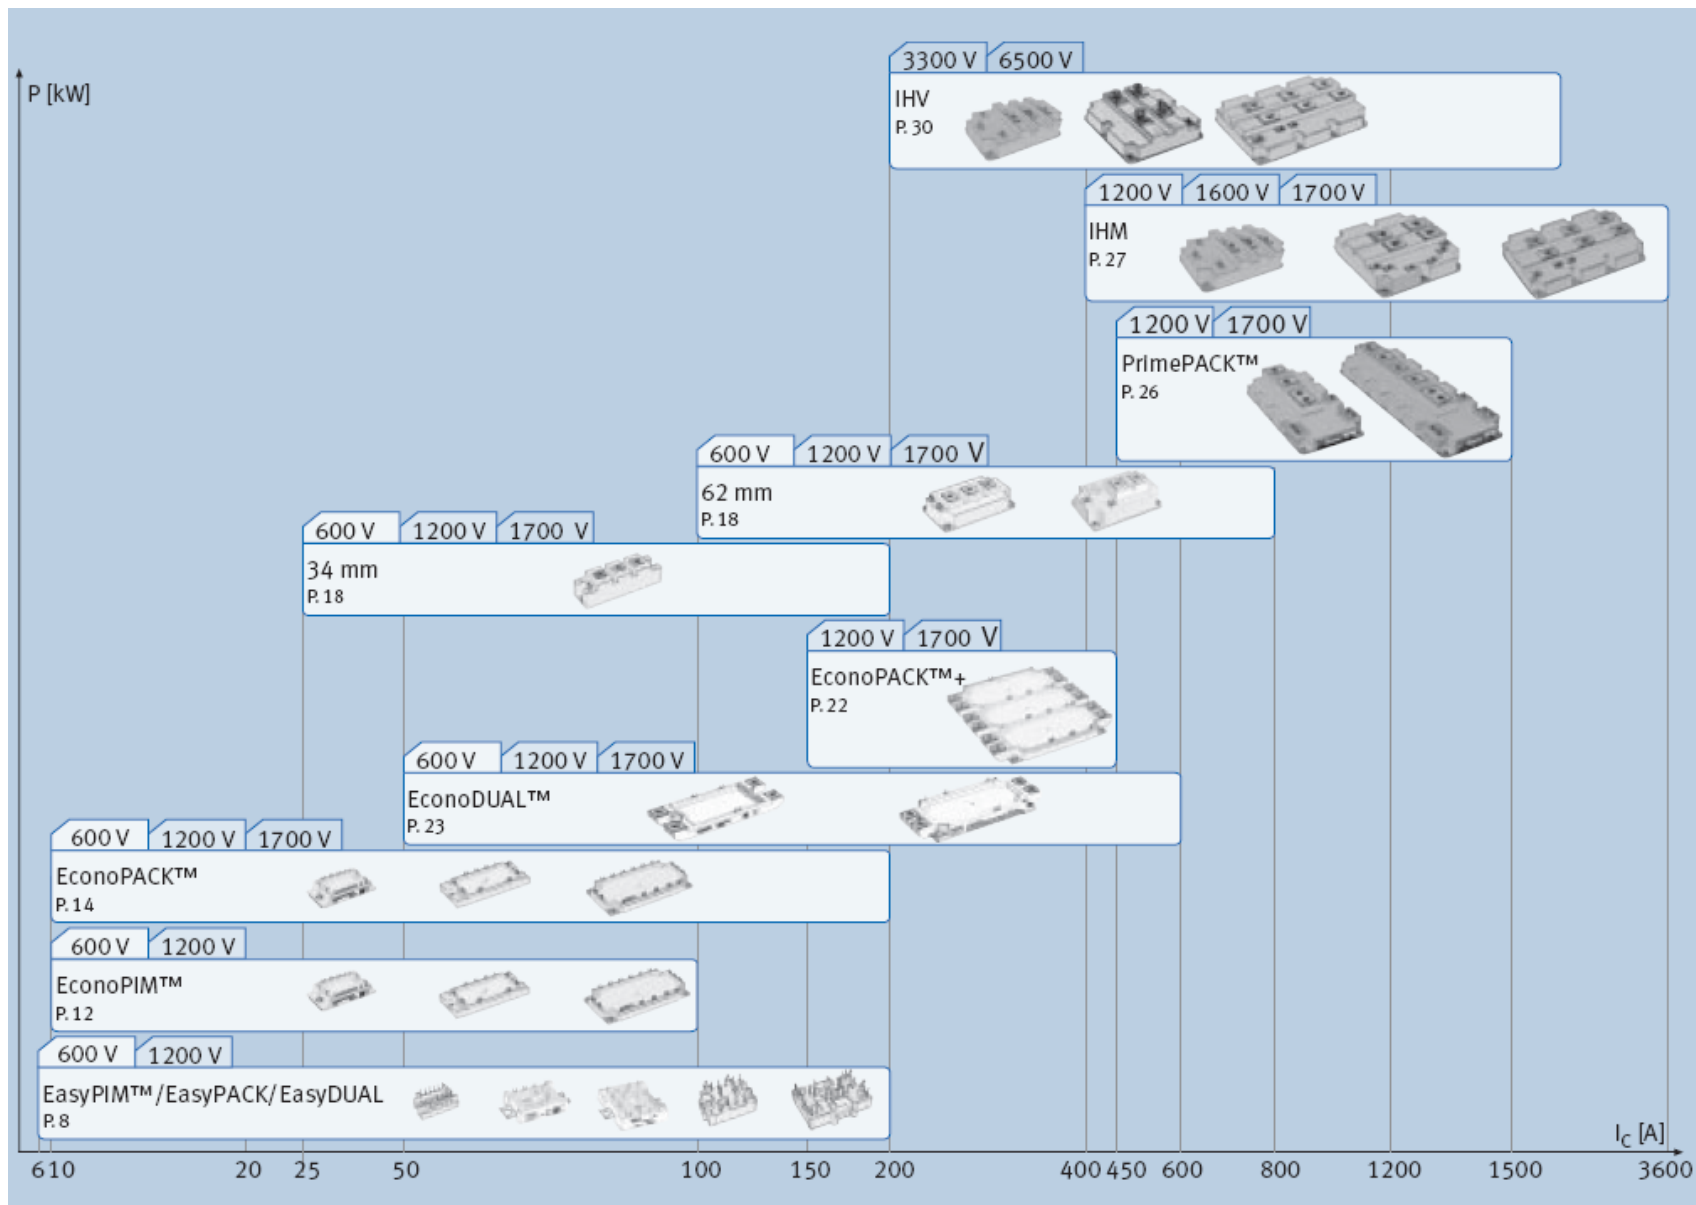 P [kW]
3300 V 6500 V
IHV
P. 30
1200 V 1600 V 1700 V
IHM
P. 27
1200 V 1700 V
PrimePACK™
P. 26
600 V 1200 V 1700 V
62 mm
P. 18
600 V 1200 V 1700 V
34 mm
P. 18
1200 V 1700 V
EconoPACK™+
P. 22
600 V 1200 V 1700 V
EconoDUAL™
P. 23
600 V 1200 V 1700 V
EconoPACK™
P. 14
600 V 1200 V
EconoPIM™
P. 12
600 V 1200 V
EasyPIM™/EasyPACK/EasyDUAL
P. 8
I_C [A]
6 10 20 25 50 100 150 200 400 450 600 800 1200 1500 3600